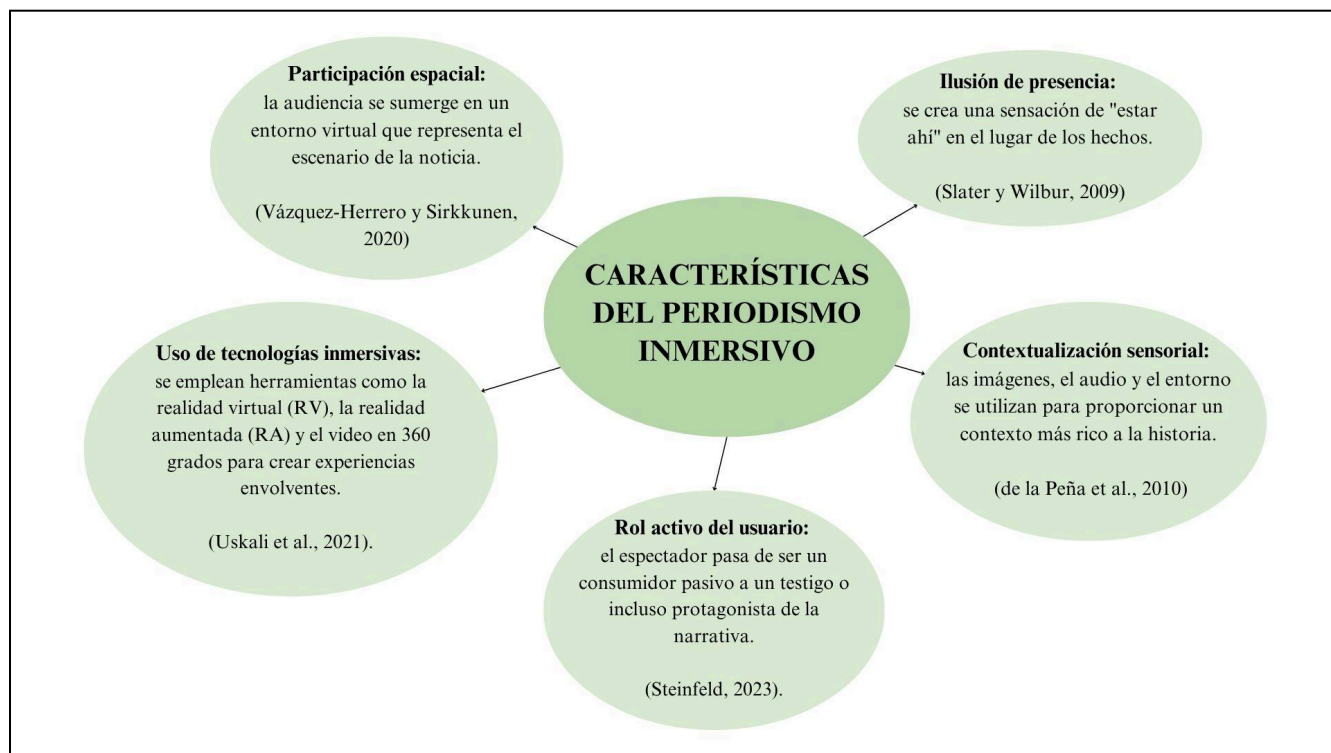 Participación espacial:
la audiencia se sumerge en un
entorno virtual que representa el
escenario de la noticia.
(Vázquez-Herrero y Sirkkunen,
2020)
Ilusión de presencia:
se crea una sensación de "estar
ahí" en el lugar de los hechos.
(Slater y Wilbur, 2009)
CARACTERÍSTICAS
DEL PERIODISMO
INMERSIVO
Uso de tecnologías inmersivas:
se emplean herramientas como la
realidad virtual (RV), la realidad
aumentada (RA) y el video en 360
grados para crear experiencias
envolventes.
(Uskali et al., 2021).
Contextualización sensorial:
las imágenes, el audio y el entorno
se utilizan para proporcionar un
contexto más rico a la historia.
(de la Peña et al., 2010)
Rol activo del usuario:
el espectador pasa de ser un
consumidor pasivo a un testigo o
incluso protagonista de la
narrativa.
(Steinfeld, 2023).